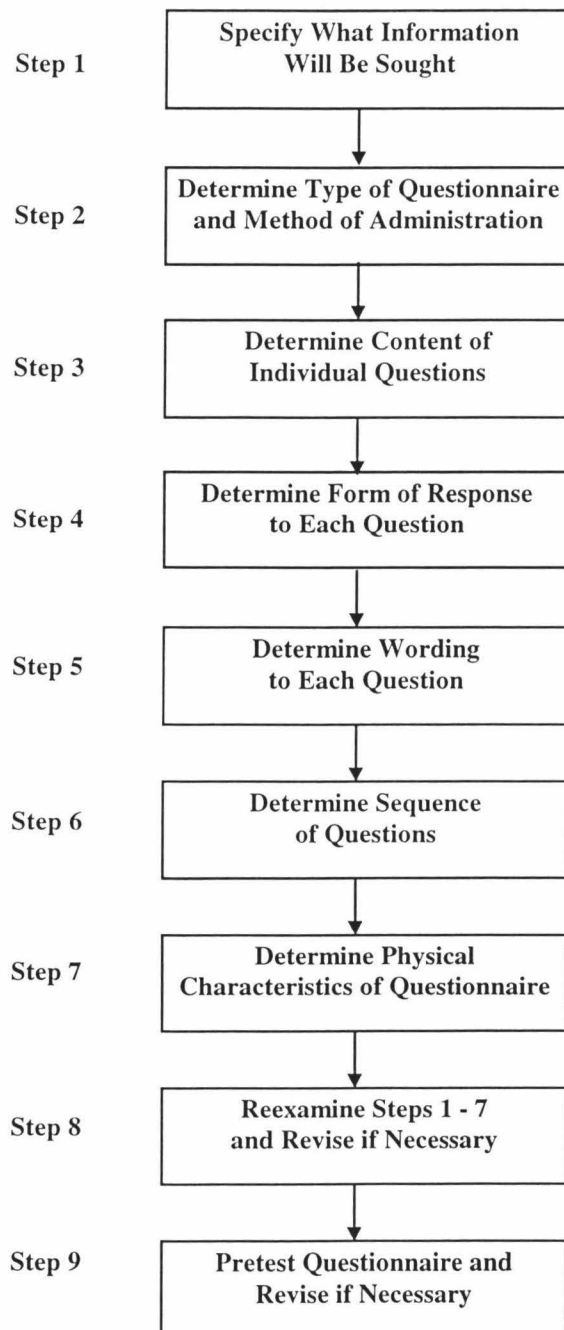 Step 1
Specify What Information
Will Be Sought
Step 2
Determine Type of Questionnaire
and Method of Administration
Step 3
Determine Content of
Individual Questions
Step 4
Determine Form of Response
to Each Question
Step 5
Determine Wording
to Each Question
Step 6
Determine Sequence
of Questions
Step 7
Determine Physical
Characteristics of Questionnaire
Step 8
Reexamine Steps 1 - 7
and Revise if Necessary
Step 9
Pretest Questionnaire and
Revise if Necessary